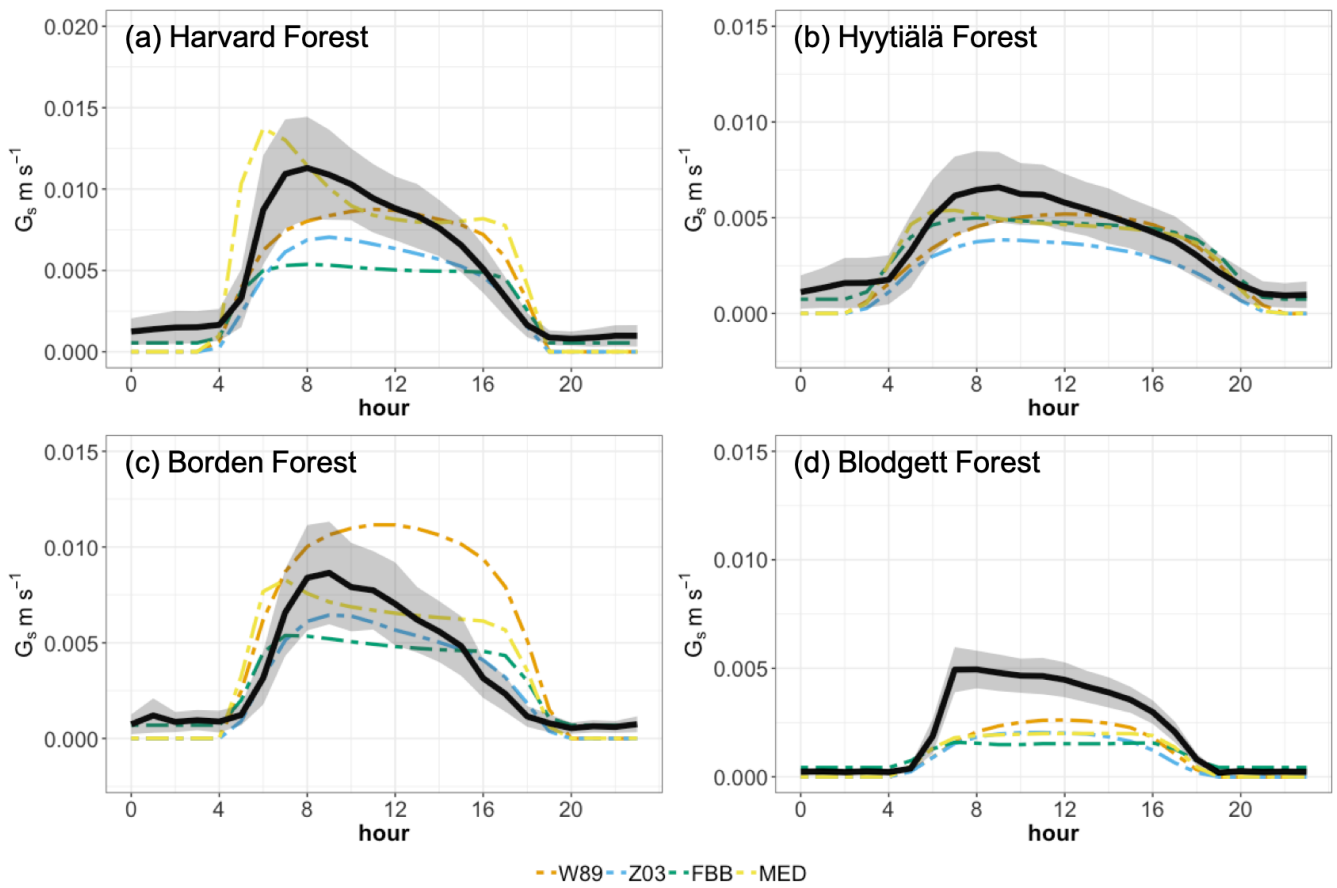 (a) Harvard Forest
0.020
0.015
0.010
0.005
0.000
Gs m s−1
0 4 8 12 16 20
hour
(b) Hyytiälä Forest
0.015
0.010
0.005
0.000
Gs m s−1
0 4 8 12 16 20
hour
(c) Borden Forest
0.015
0.010
0.005
0.000
Gs m s−1
0 4 8 12 16 20
hour
(d) Blodgett Forest
0.015
0.010
0.005
0.000
Gs m s−1
0 4 8 12 16 20
hour
W89 Z03 FBB MED